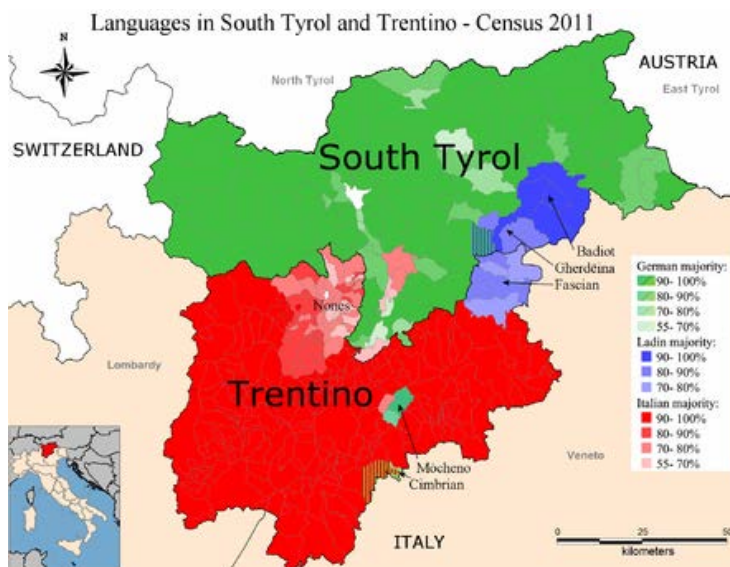 Languages in South Tyrol and Trentino - Census 2011
N
North Tyrol
AUSTRIA
East Tyrol
SWITZERLAND
South Tyrol
Badiot
Gherdëina
Fascian
Nones
Lombardy
Trentino
Mòcheno
Cimbrian
Veneto
ITALY
German majority:
90- 100%
80- 90%
70- 80%
55- 70%
Ladin majority:
90- 100%
80- 90%
70- 80%
Italian majority:
90- 100%
80- 90%
70- 80%
55- 70%
0 25 50
kilometers